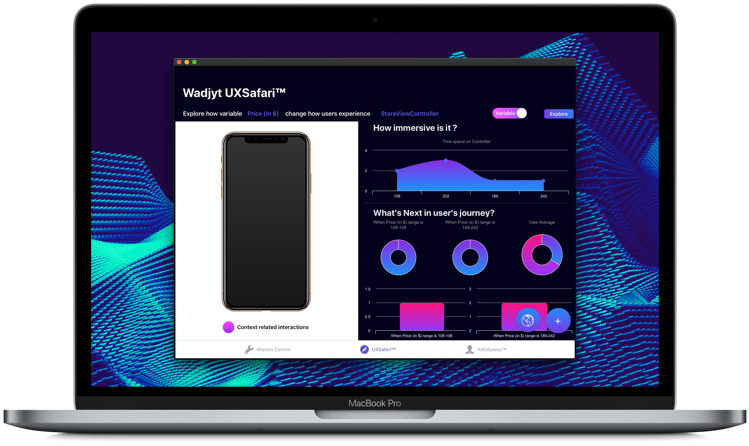 Wadjyt UXSafari™
Explore how variable Price (in $) change how users experience StoreViewController
Variable
Explore
How immersive is it ?
Time spend on Controller
4
2
0
108 202 189 242
What's Next in user's journey?
When Price (in $) range is 108-108
When Price (in $) range is 189-242
View Average
1.5
1
0.5
0
When Price (in $) range is 108-108
3
2
1
0
When Price (in $) range is 189-242
+
Context related interactions
Mission Control
UXSafari™
AdOdyssey™
MacBook Pro